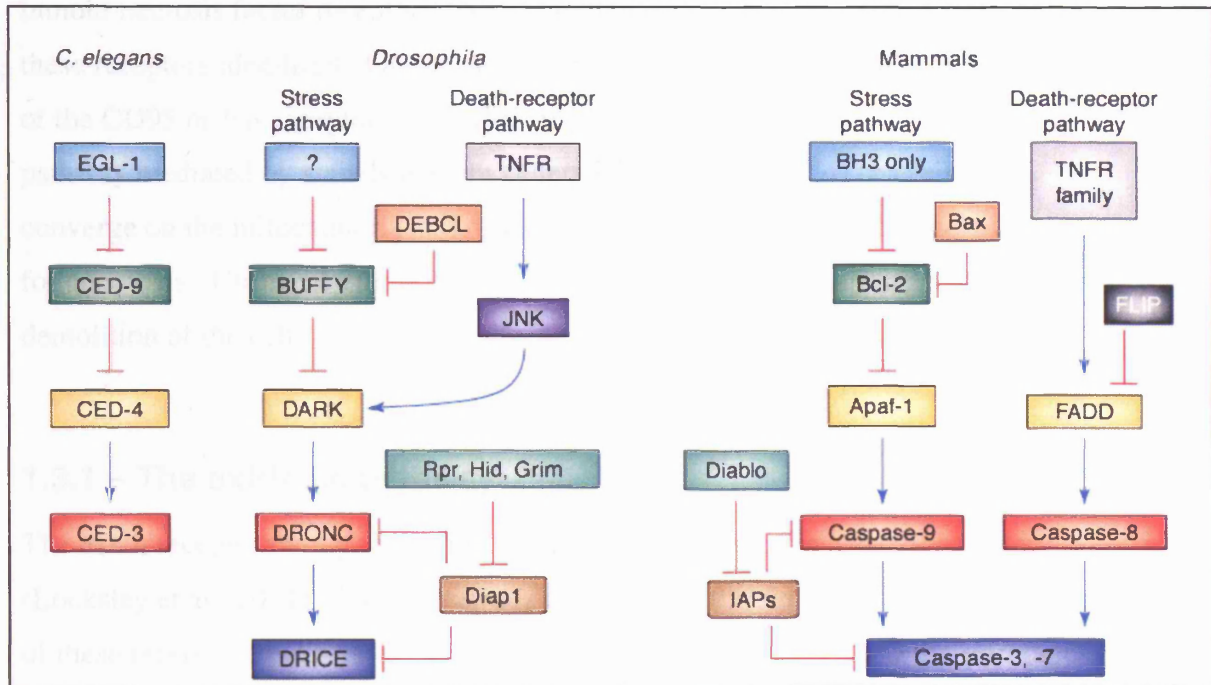 C. elegans
Drosophila
Mammals
Stress
pathway
Death-receptor
pathway
Stress
pathway
Death-receptor
pathway
EGL-1
?
TNFR
BH3 only
TNFR
family
DEBCL
Bax
CED-9
BUFFY
Bcl-2
JNK
FLIP
CED-4
DARK
Apaf-1
FADD
Rpr, Hid, Grim
Diablo
CED-3
DRONC
Caspase-9
Caspase-8
Diap1
IAPs
DRICE
Caspase-3, -7